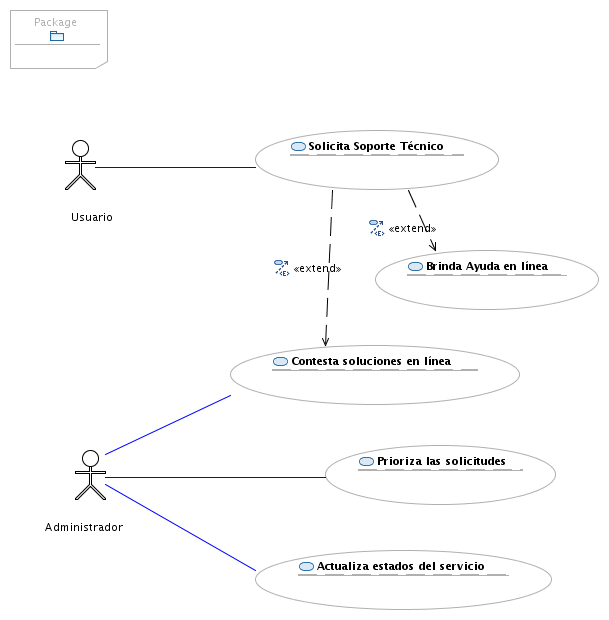 Package
Solicita Soporte Técnico
Usuario
«extend»
Brinda Ayuda en línea
«extend»
Contesta soluciones en línea
Prioriza las solicitudes
Administrador
Actualiza estados del servicio